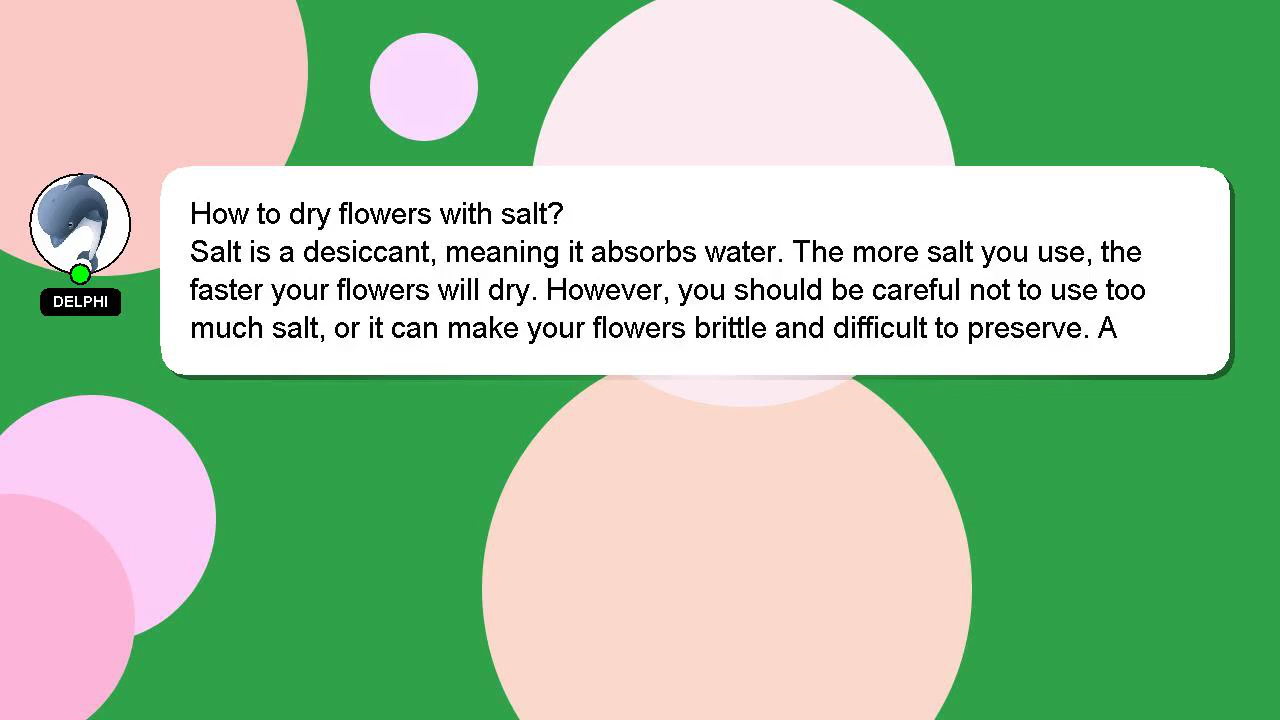 How to dry flowers with salt?
Salt is a desiccant, meaning it absorbs water. The more salt you use, the
faster your flowers will dry. However, you should be careful not to use too
much salt, or it can make your flowers brittle and difficult to preserve. A
DELPHI